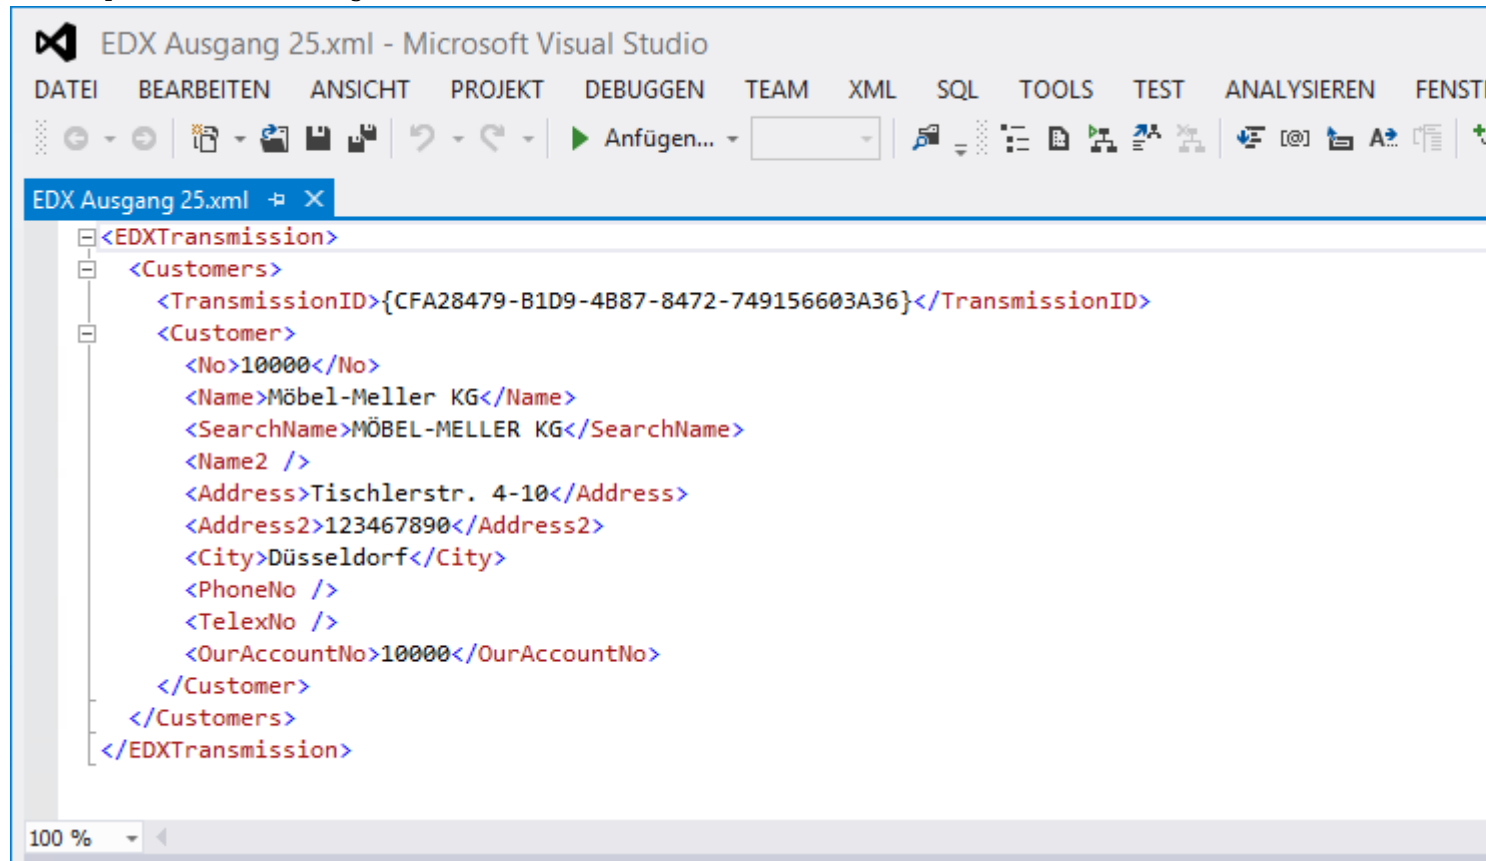 EDX Ausgang 25.xml - Microsoft Visual Studio
DATEI BEARBEITEN ANSICHT PROJEKT DEBUGGEN TEAM XML SQL TOOLS TEST ANALYSIEREN FENST
Anfügen...
EDX Ausgang 25.xml
<EDXTransmission>
<Customers>
<TransmissionID>{CFA28479-B1D9-4B87-8472-749156603A36}</TransmissionID>
<Customer>
<No>10000</No>
<Name>Möbel-Meller KG</Name>
<SearchName>MÖBEL-MELLER KG</SearchName>
<Name2 />
<Address>Tischlerstr. 4-10</Address>
<Address2>123467890</Address2>
<City>Düsseldorf</City>
<PhoneNo />
<TelexNo />
<OurAccountNo>10000</OurAccountNo>
</Customer>
</Customers>
</EDXTransmission>
100 %